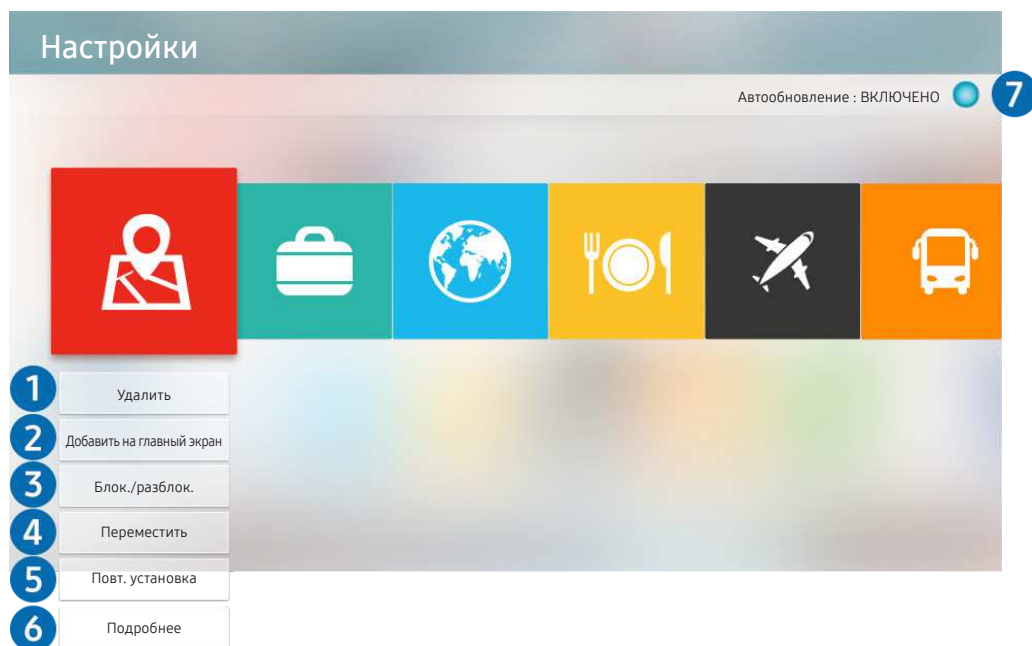 Настройки
Автообновление : ВКЛЮЧЕНО
7
1
Удалить
2
Добавить на главный экран
3
Блок./разблок.
4
Переместить
5
Повт. установка
6
Подробнее